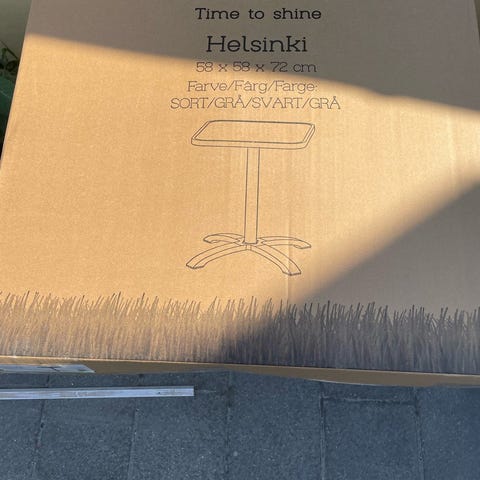 Time to shine
Helsinki
58 x 58 x 72 cm
Farve/Färg/Farge:
SORT/GRÅ/SVART/GRÅ